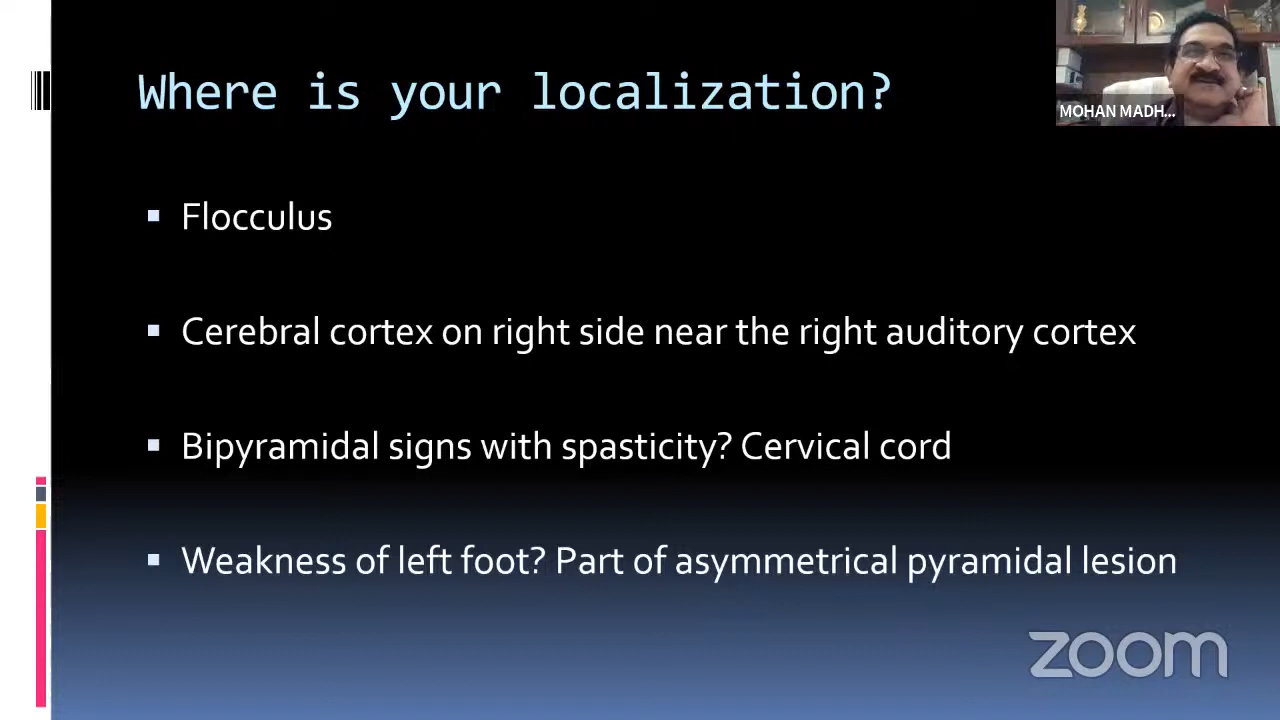 Where is your localization?
MOHAN MADH...
Flocculus
Cerebral cortex on right side near the right auditory cortex
Bipyramidal signs with spasticity? Cervical cord
Weakness of left foot? Part of asymmetrical pyramidal lesion
zoom